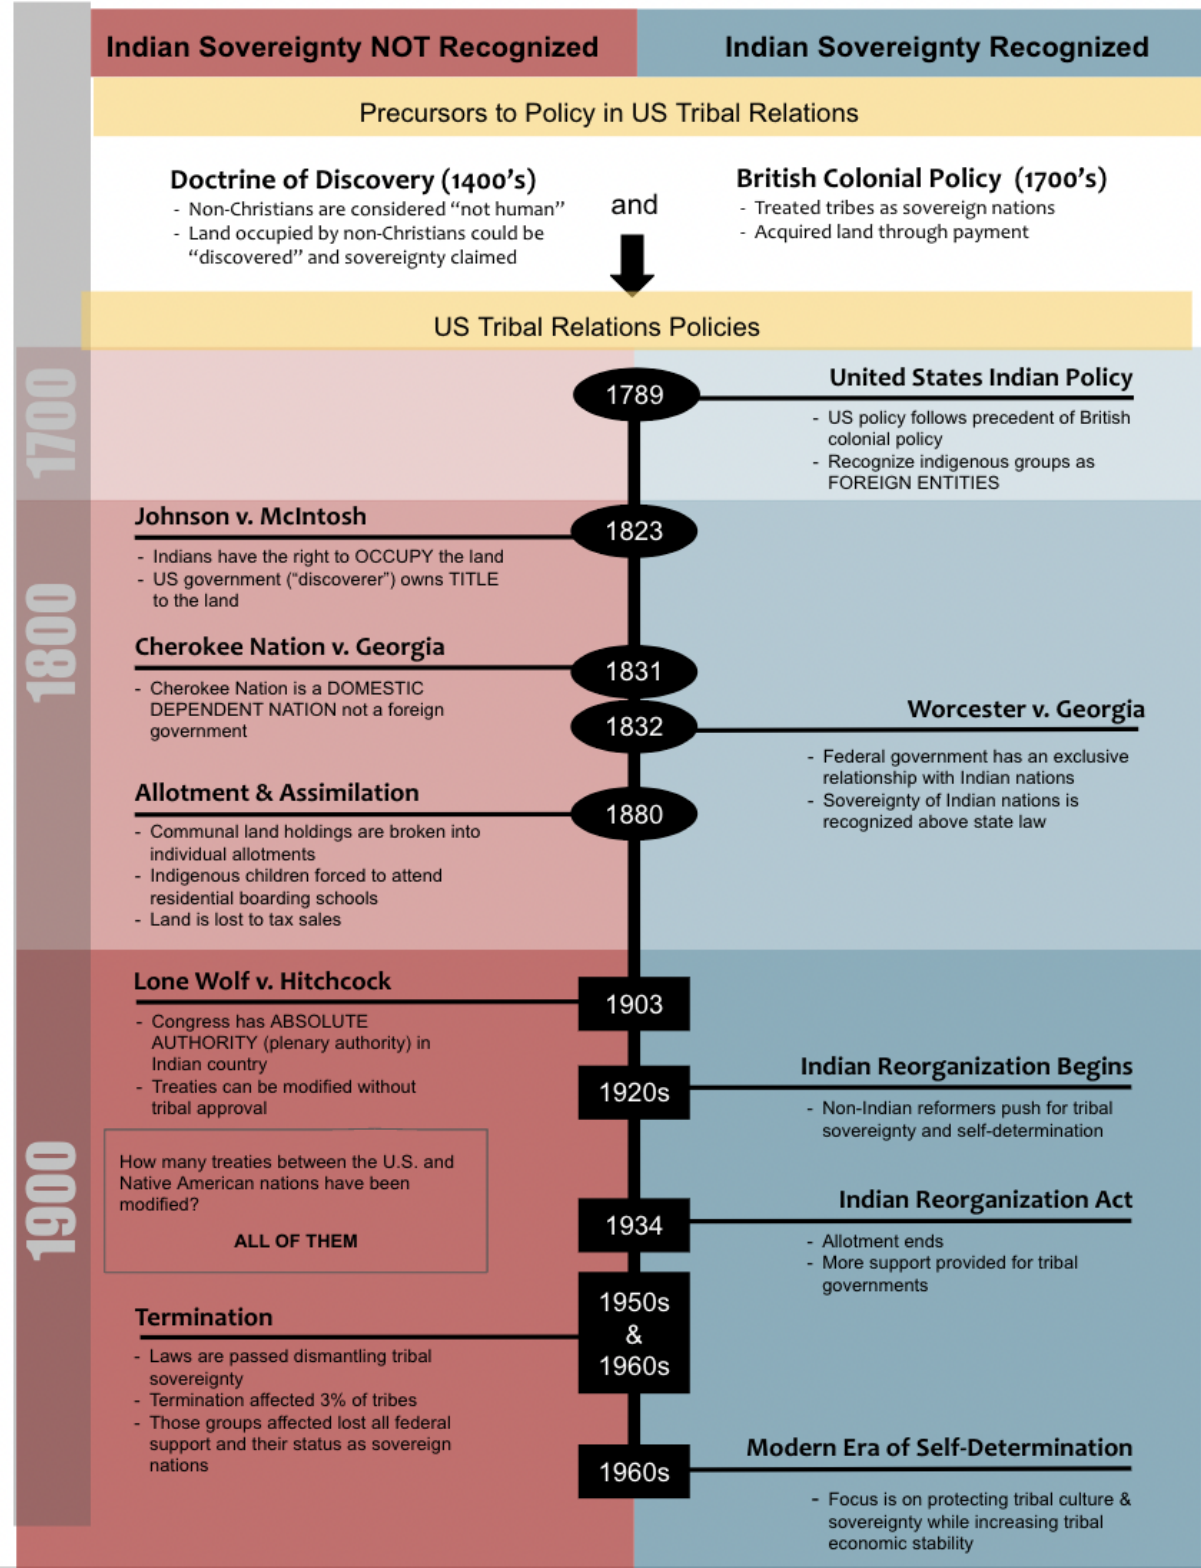 Indian Sovereignty NOT Recognized
Indian Sovereignty Recognized
Precursors to Policy in US Tribal Relations
Doctrine of Discovery (1400's)
- Non-Christians are considered “not human”
- Land occupied by non-Christians could be
“discovered” and sovereignty claimed
and
British Colonial Policy (1700's)
- Treated tribes as sovereign nations
- Acquired land through payment
US Tribal Relations Policies
1700
1789
United States Indian Policy
- US policy follows precedent of British
colonial policy
- Recognize indigenous groups as
FOREIGN ENTITIES
1800
Johnson v. McIntosh
1823
- Indians have the right to OCCUPY the land
- US government (“discoverer”) owns TITLE
to the land
Cherokee Nation v. Georgia
1831
- Cherokee Nation is a DOMESTIC
DEPENDENT NATION not a foreign
government
1832
Worcester v. Georgia
- Federal government has an exclusive
relationship with Indian nations
- Sovereignty of Indian nations is
recognized above state law
Allotment & Assimilation
1880
- Communal land holdings are broken into
individual allotments
- Indigenous children forced to attend
residential boarding schools
- Land is lost to tax sales
1900
Lone Wolf v. Hitchcock
1903
- Congress has ABSOLUTE
AUTHORITY (plenary authority) in
Indian country
- Treaties can be modified without
tribal approval
1920s
Indian Reorganization Begins
- Non-Indian reformers push for tribal
sovereignty and self-determination
How many treaties between the U.S. and
Native American nations have been
modified?
ALL OF THEM
1934
Indian Reorganization Act
- Allotment ends
- More support provided for tribal
governments
Termination
1950s
&
1960s
- Laws are passed dismantling tribal
sovereignty
- Termination affected 3% of tribes
- Those groups affected lost all federal
support and their status as sovereign
nations
1960s
Modern Era of Self-Determination
- Focus is on protecting tribal culture &
sovereignty while increasing tribal
economic stability